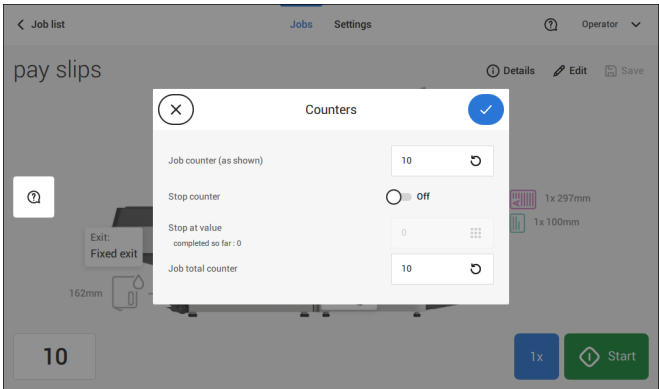 Job list
Jobs
Settings
Operator
pay slips
Details
Edit
Save
Counters
Job counter (as shown)
10
Stop counter
Off
Stop at value
completed so far : 0
0
Job total counter
10
1x 297mm
1x 100mm
Exit:
Fixed exit
162mm
10
1x
Start